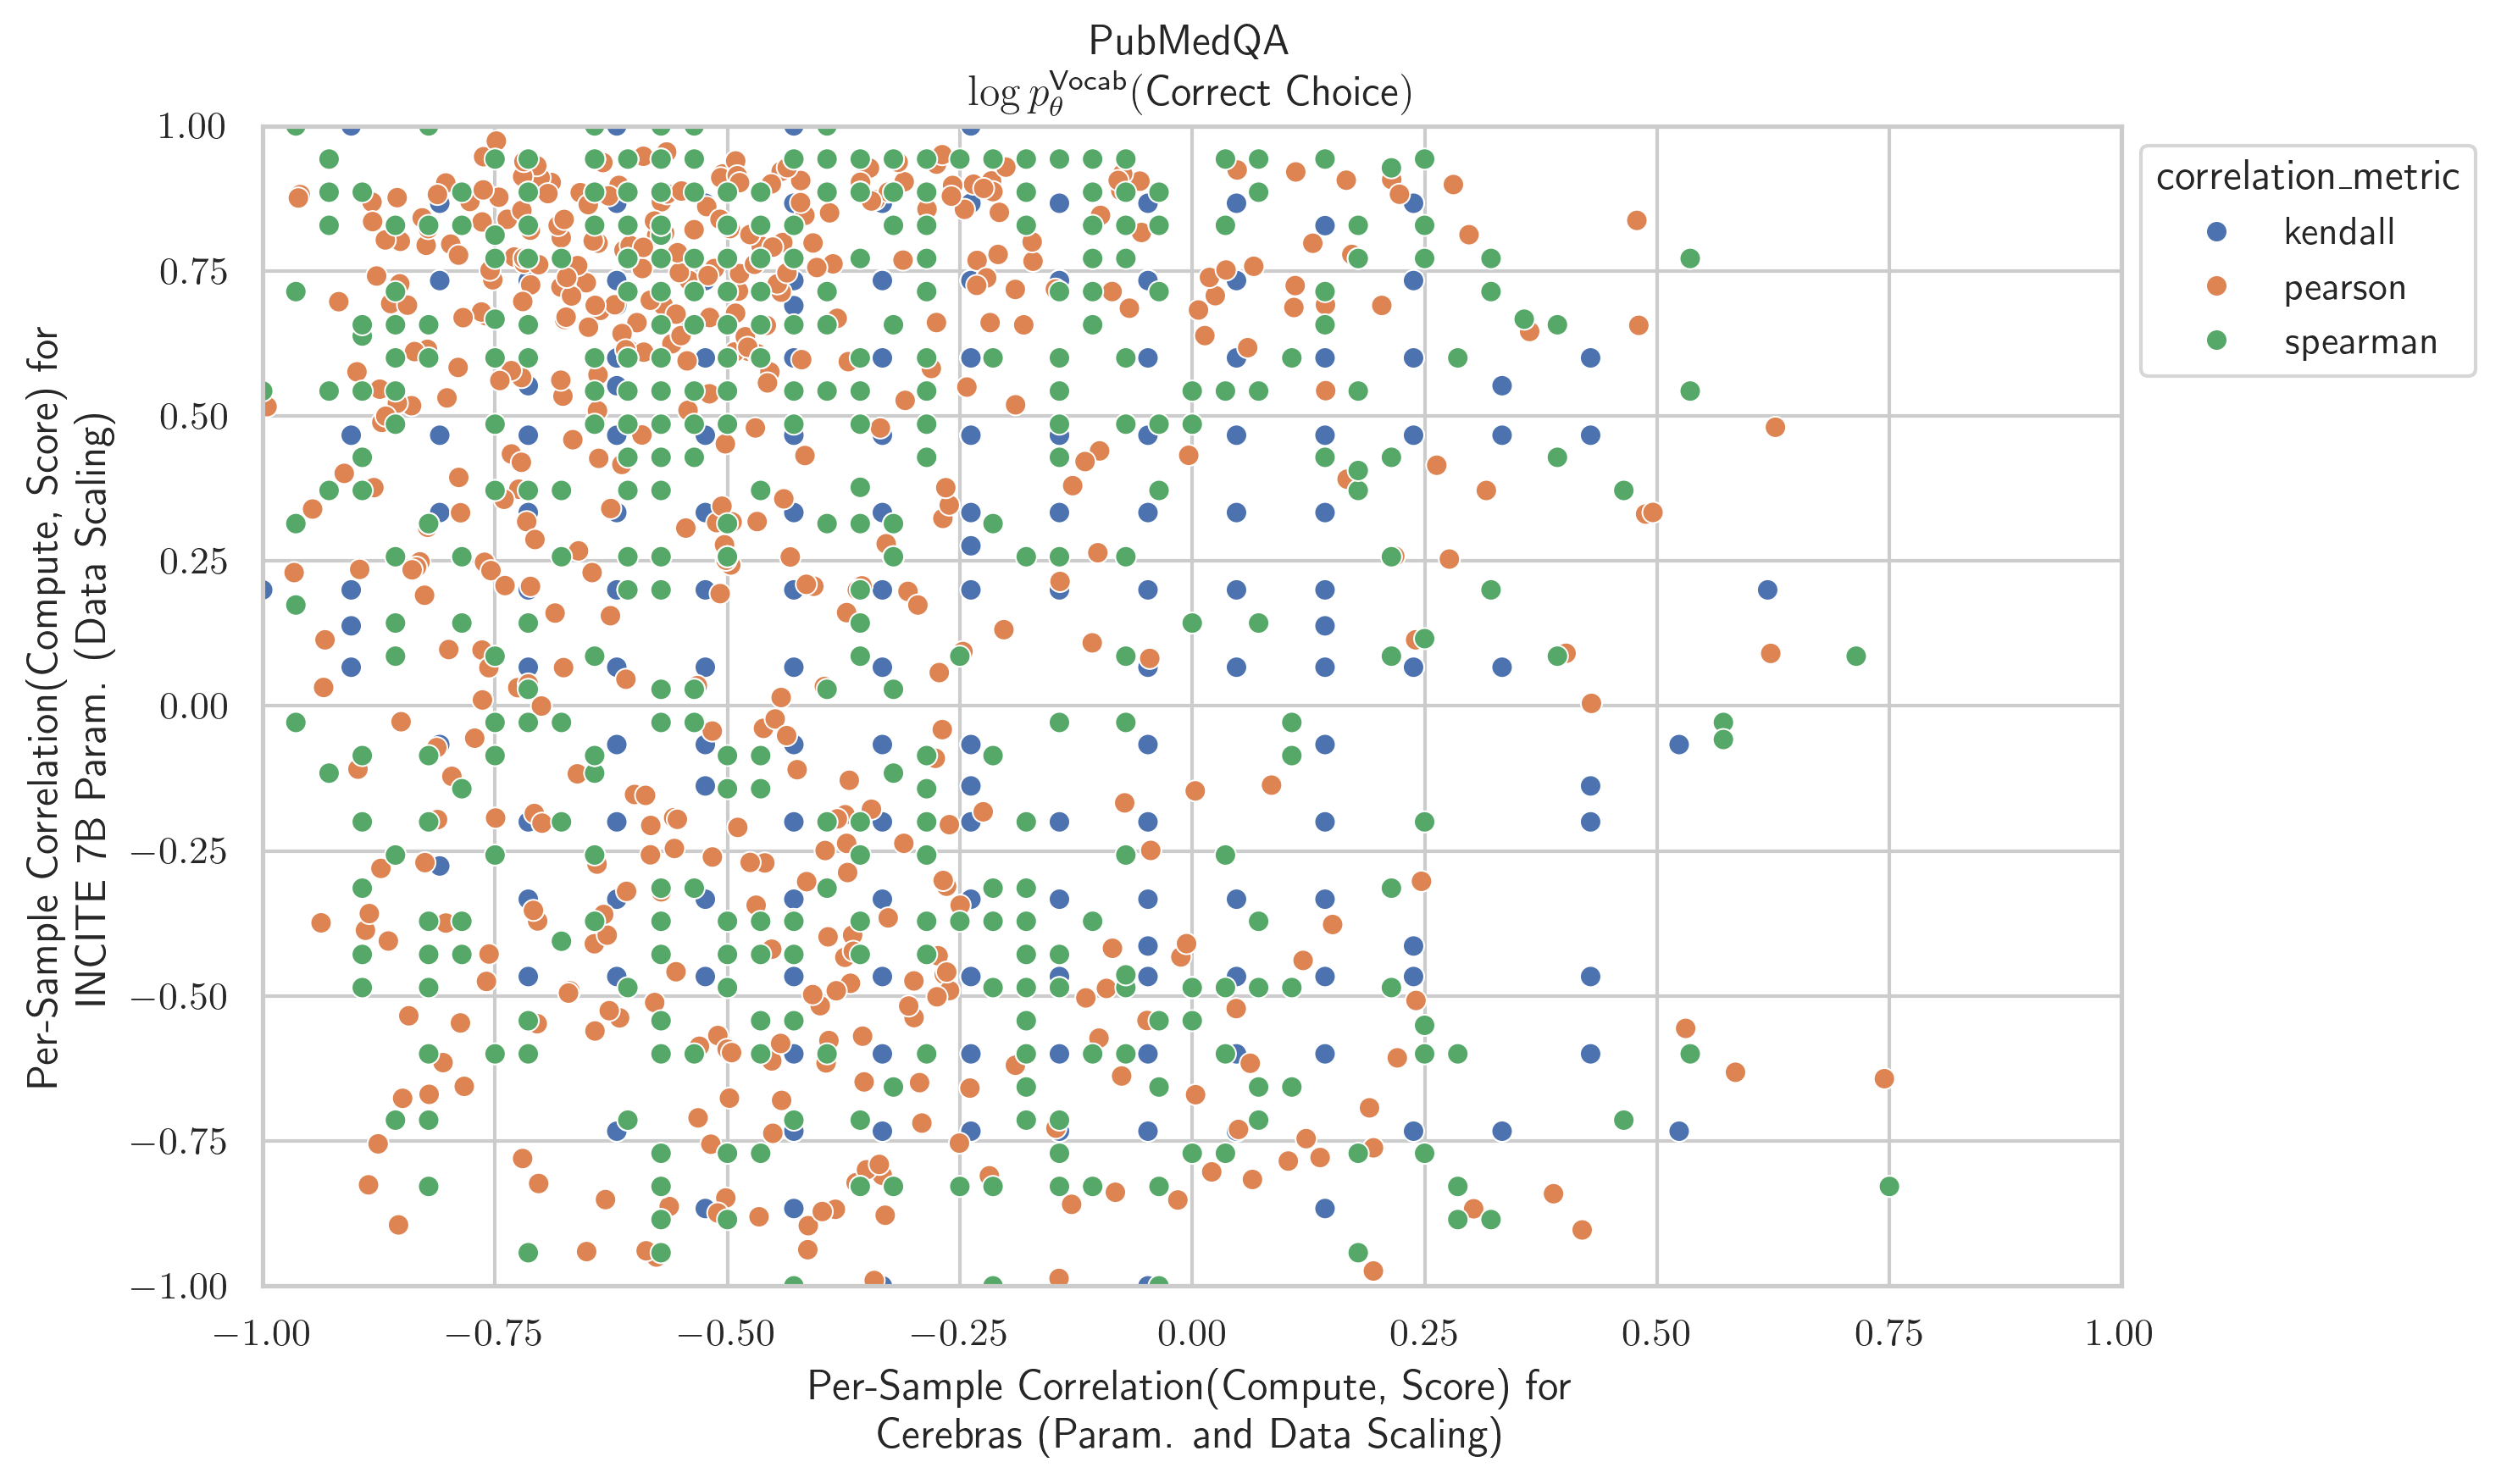 PubMedQA
log p_θ^Vocab(Correct Choice)
1.00
0.75
0.50
0.25
0.00
−0.25
−0.50
−0.75
−1.00
Per-Sample Correlation(Compute, Score) for
INCITE 7B Param. (Data Scaling)
−1.00 −0.75 −0.50 −0.25 0.00 0.25 0.50 0.75 1.00
Per-Sample Correlation(Compute, Score) for
Cerebras (Param. and Data Scaling)
correlation_metric
kendall
pearson
spearman